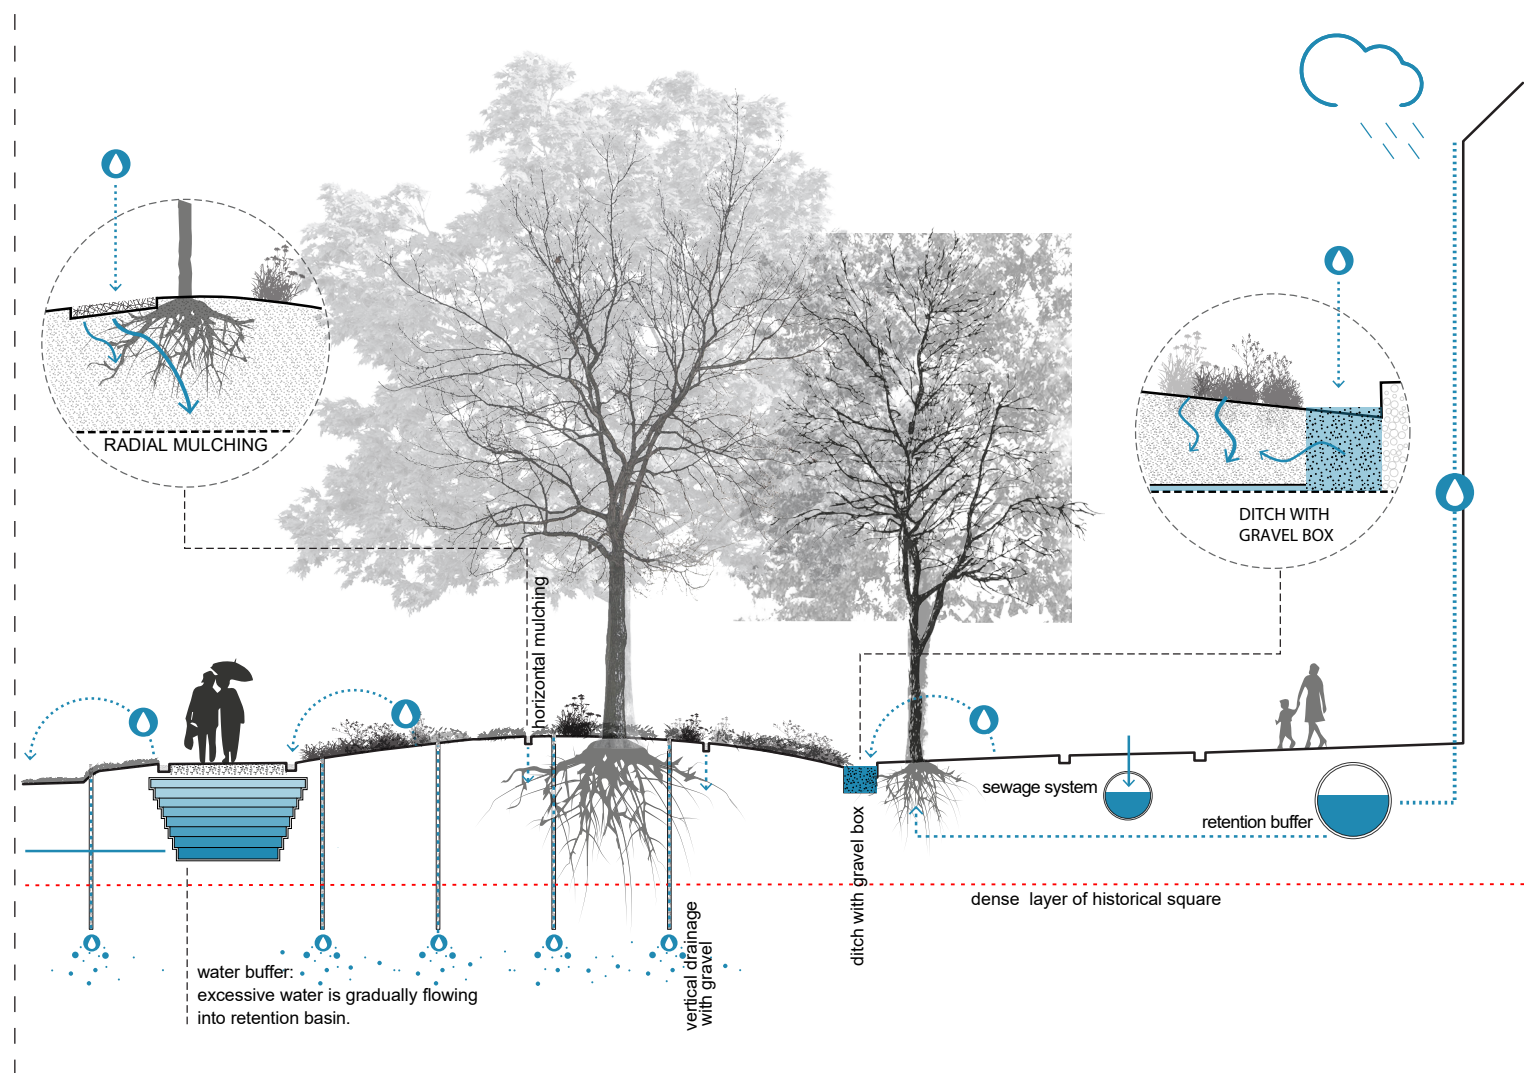 RADIAL MULCHING
DITCH WITH
GRAVEL BOX
horizontal mulching
sewage system
retention buffer
ditch with gravel box
dense layer of historical square
vertical drainage
with gravel
water buffer:
excessive water is gradually flowing
into retention basin.